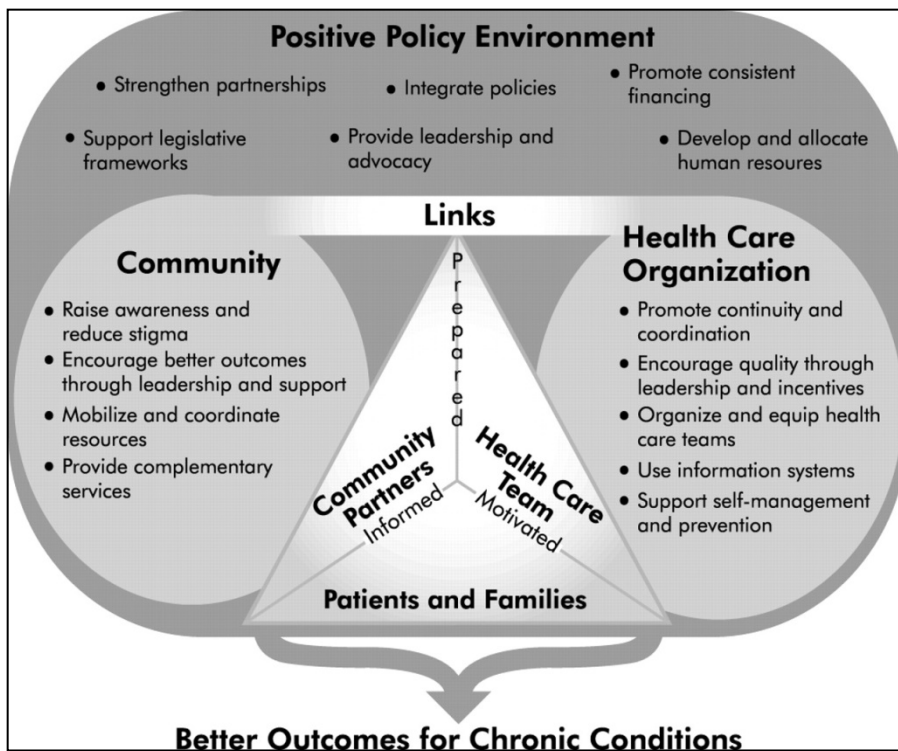 Positive Policy Environment
• Strengthen partnerships
• Integrate policies
• Promote consistent
financing
• Support legislative
frameworks
• Provide leadership and
advocacy
• Develop and allocate
human resoures
Links
Community
• Raise awareness and
reduce stigma
• Encourage better outcomes
through leadership and support
• Mobilize and coordinate
resources
• Provide complementary
services
Prepared
Community
Partners
Informed
Health Care
Team
Motivated
Patients and Families
Health Care
Organization
• Promote continuity and
coordination
• Encourage quality through
leadership and incentives
• Organize and equip health
care teams
• Use information systems
• Support self-management
and prevention
Better Outcomes for Chronic Conditions